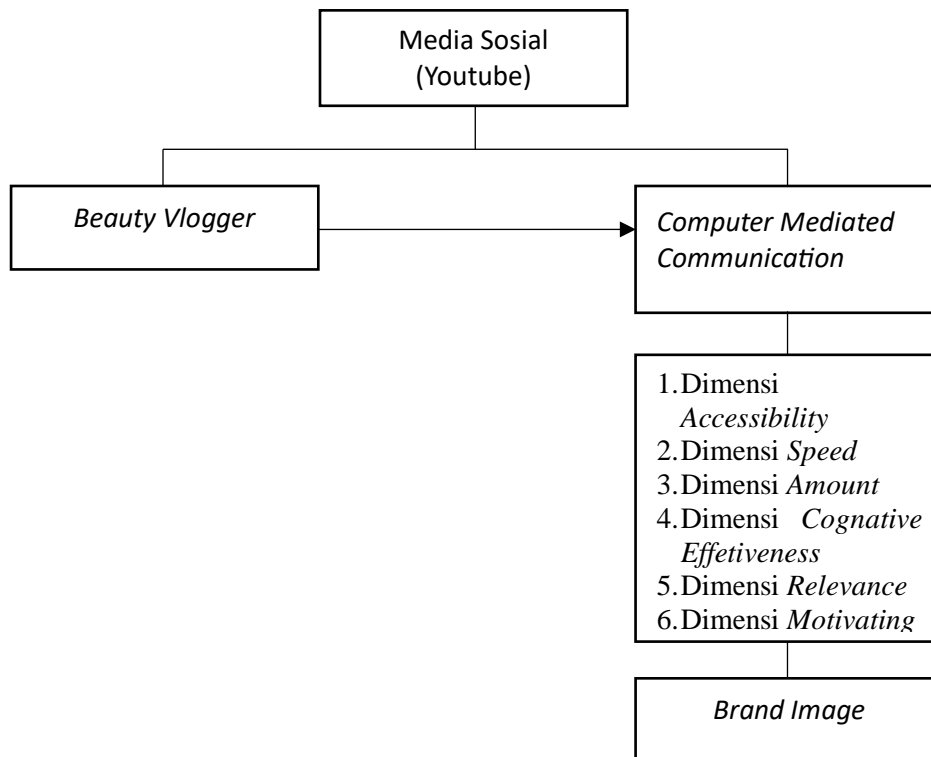 Media Sosial
(Youtube)
Beauty Vlogger
Computer Mediated
Communication
1. Dimensi
Accessibility
2. Dimensi Speed
3. Dimensi Amount
4. Dimensi Cognative
Effetiveness
5. Dimensi Relevance
6. Dimensi Motivating
Brand Image